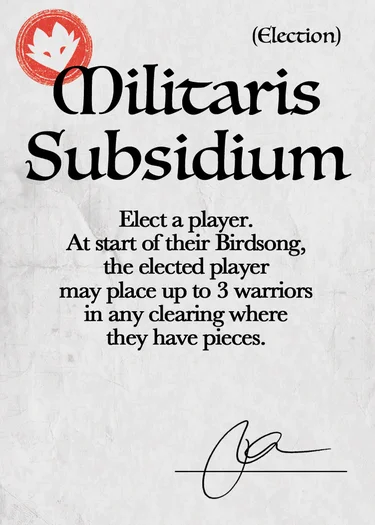 (Election)
Militaris
Subsidium
Elect a player.
At start of their Birdsong,
the elected player
may place up to 3 warriors
in any clearing where
they have pieces.